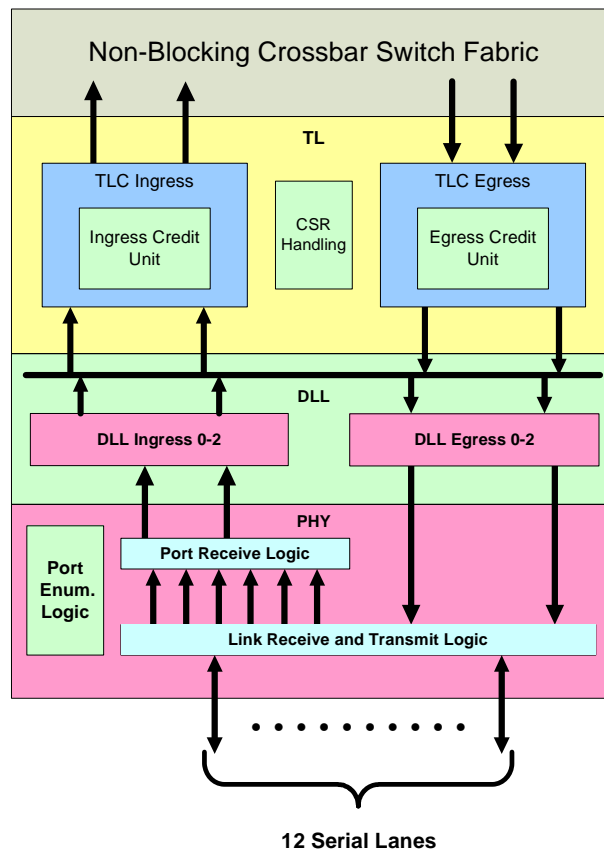 Non-Blocking Crossbar Switch Fabric
TL
TLC Ingress
Ingress Credit
Unit
CSR
Handling
TLC Egress
Egress Credit
Unit
DLL
DLL Ingress 0-2
DLL Egress 0-2
PHY
Port
Enum.
Logic
Port Receive Logic
Link Receive and Transmit Logic
12 Serial Lanes